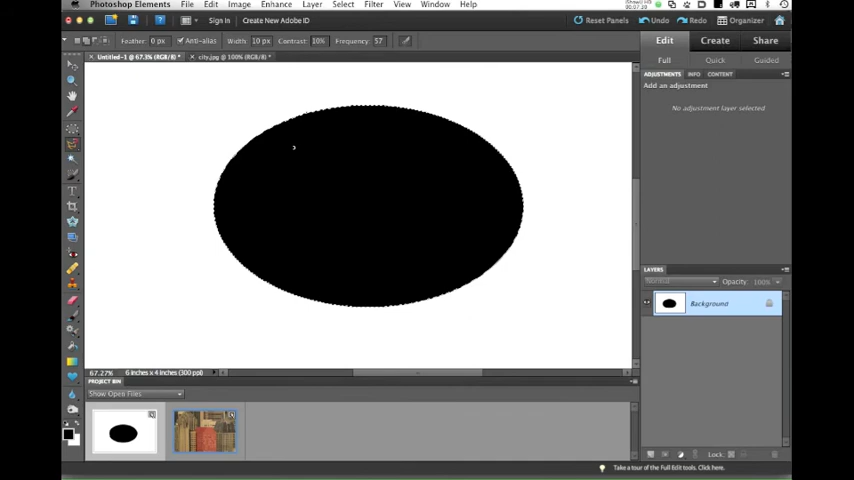 Photoshop Elements File Edit Image Enhance Layer Select Filter View Window Help
Sign In Create New Adobe ID Reset Panels Undo Redo Organizer
Feather: 0 px Anti-alias Width: 10 px Contrast: 10% Frequency: 57
Edit Create Share
Untitled-1 @ 67.3% (RGB/8) * city.jpg @ 100% (RGB/8) *
Full Quick Guided
ADJUSTMENTS INFO CONTENT
Add an adjustment
No adjustment layer selected
LAYERS
Normal Opacity: 100%
Background
67.27% 6 inches x 4 inches (300 ppi)
PROJECT BIN
Show Open Files
Lock:
Take a tour of the Full Edit tools. Click here.